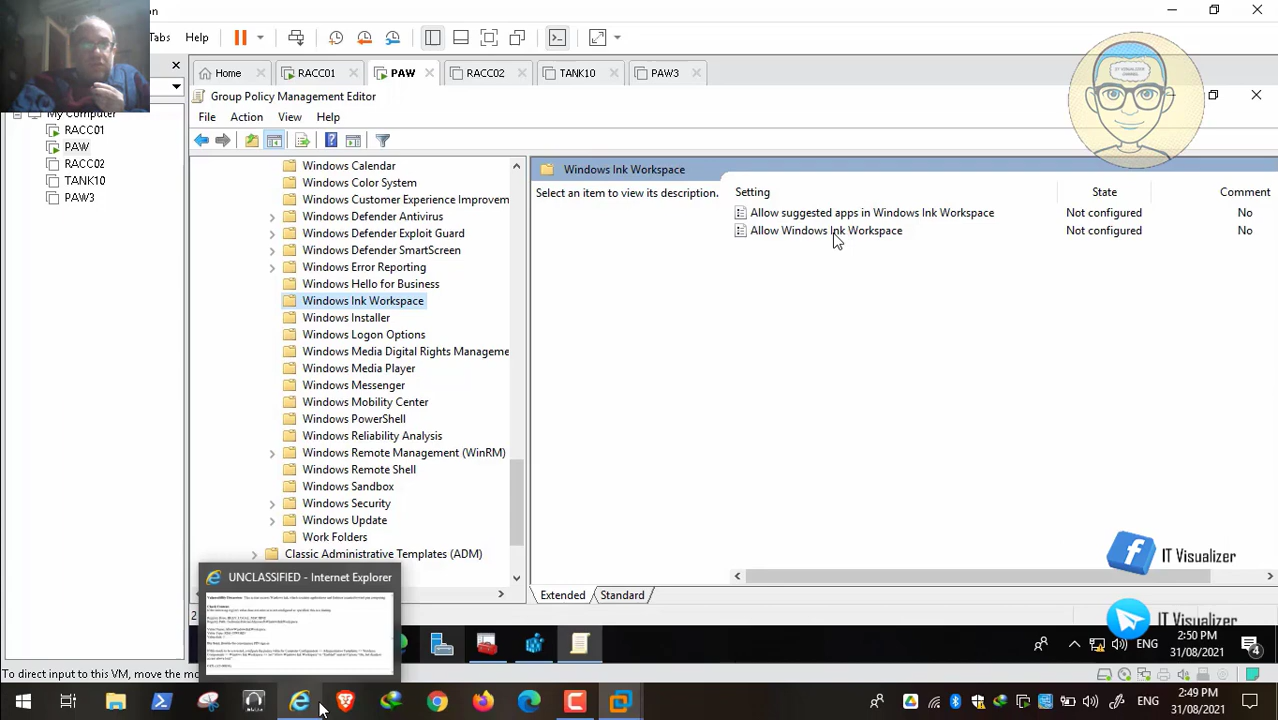 on
Tabs
Help
Home
RACC01
PAW
RACC02
TANK10
PAW3
My Computer
RACC01
PAW
RACC02
TANK10
PAW3
Group Policy Management Editor
File
Action
View
Help
Windows Calendar
Windows Color System
Windows Customer Experience Improvem
Windows Defender Antivirus
Windows Defender Exploit Guard
Windows Defender SmartScreen
Windows Error Reporting
Windows Hello for Business
Windows Ink Workspace
Windows Installer
Windows Logon Options
Windows Media Digital Rights Manageme
Windows Media Player
Windows Messenger
Windows Mobility Center
Windows PowerShell
Windows Reliability Analysis
Windows Remote Management (WinRM)
Windows Remote Shell
Windows Sandbox
Windows Security
Windows Update
Work Folders
Classic Administrative Templates (ADM)
Windows Ink Workspace
Select an item to view its description.
Setting State Comment
Allow suggested apps in Windows Ink Workspace Not configured No
Allow Windows Ink Workspace Not configured No
IT VISUALIZER
CHANNEL
IT Visualizer
UNCLASSIFIED - Internet Explorer
Extended
Standard
To direct input to this VM, move the mo
ENG
2:49 PM
31/08/2021